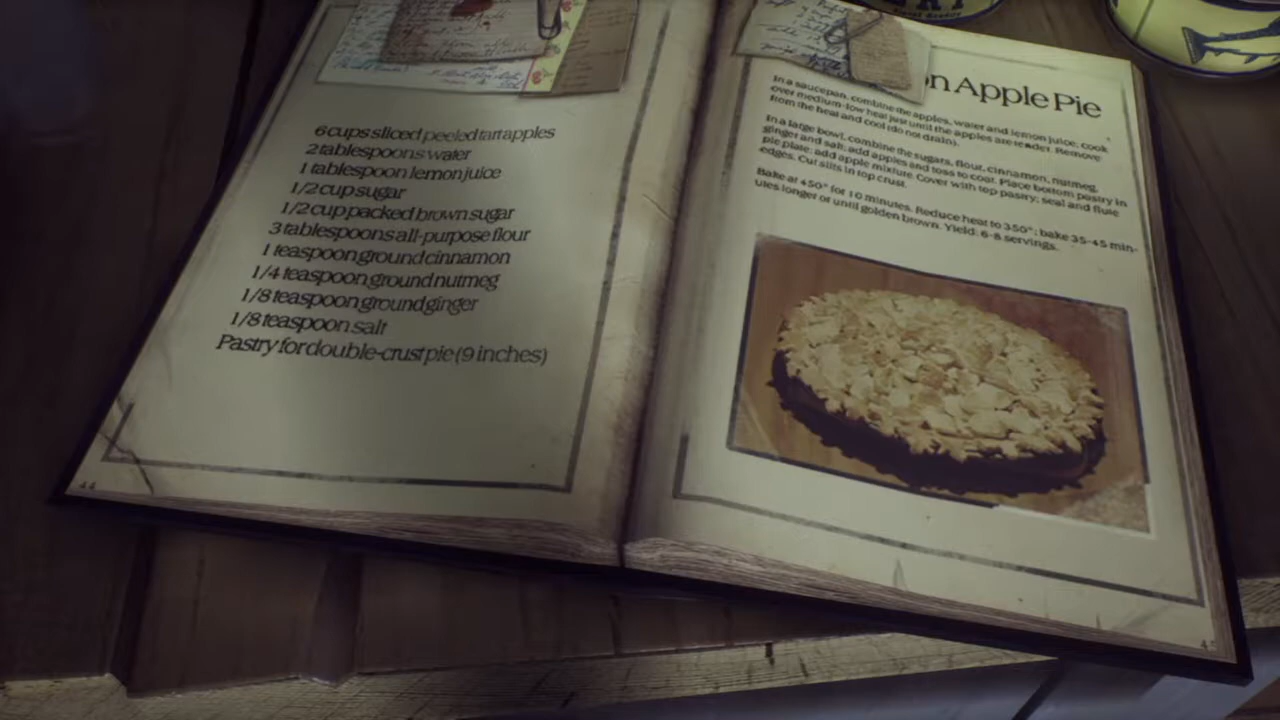 6 cups sliced peeled tart apples
2 tablespoons water
1 tablespoon lemon juice
1/2 cup sugar
1/2 cup packed brown sugar
3 tablespoons all-purpose flour
1 teaspoon ground cinnamon
1/4 teaspoon ground nutmeg
1/8 teaspoon ground ginger
1/8 teaspoon salt
Pastry for double-crust pie (9 inches)
44
on Apple Pie
In a saucepan, combine the apples, water and lemon juice; cook
over medium-low heat just until the apples are tender. Remove
from the heat and cool (do not drain).
In a large bowl, combine the sugars, flour, cinnamon, nutmeg,
ginger and salt; add apples and toss to coat. Place bottom pastry in
pie plate; add apple mixture. Cover with top pastry; seal and flute
edges. Cut slits in top crust.
Bake at 450° for 10 minutes. Reduce heat to 350°; bake 35-45 min-
utes longer or until golden brown. Yield: 6-8 servings.